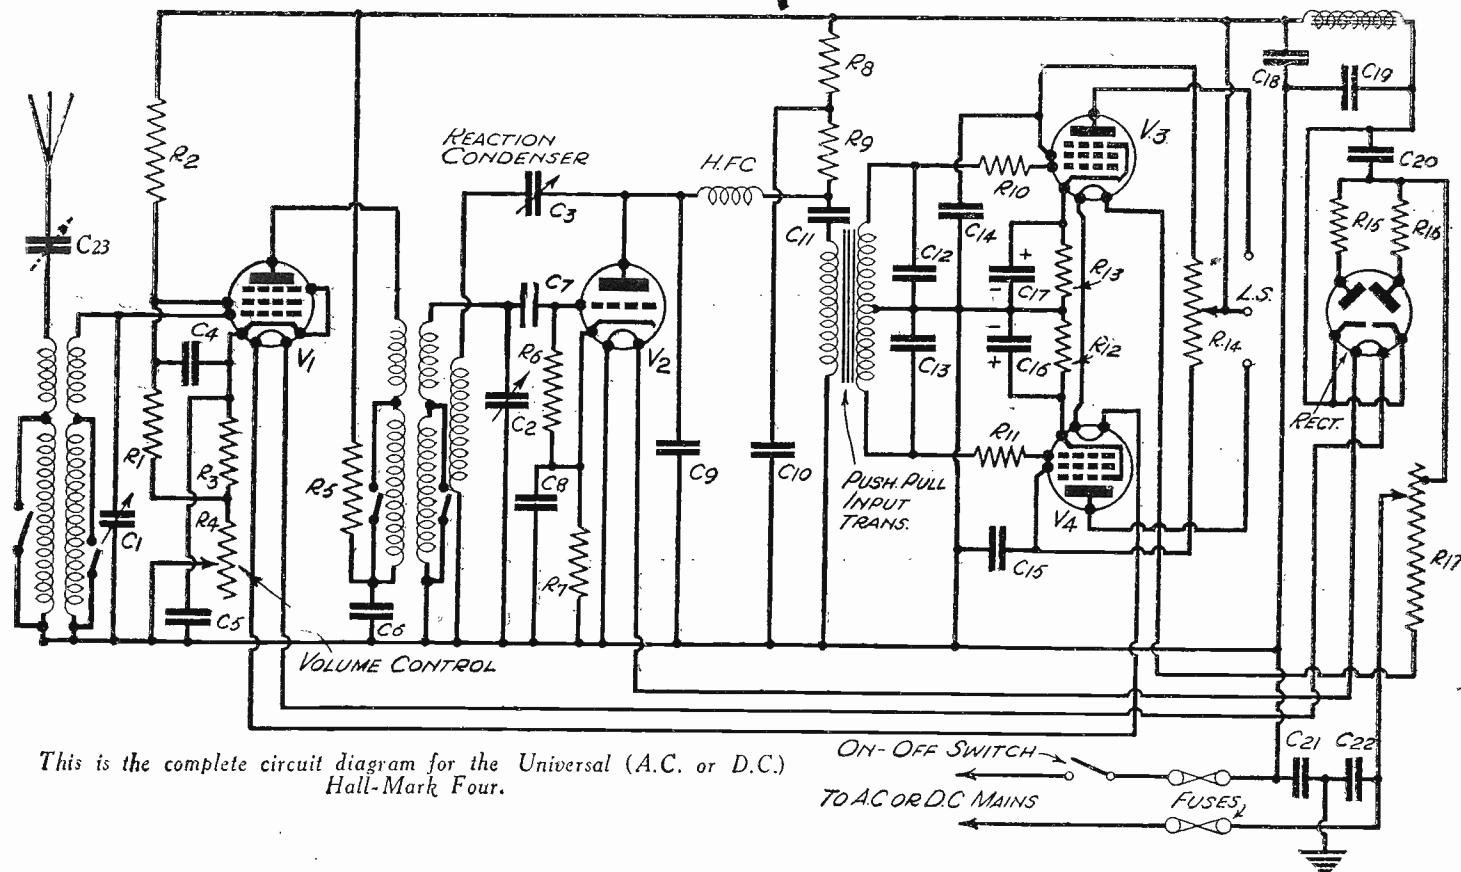 C18
C19
R8
V.3
REACTION
CONDENSER
R2
H.F.C
R9
C20
R10
C3
R15
R16
C23
C11
C14
C12
R13
C7
C17
L.S.
C4
V1
R6
V2
C13
C16
R12
R.14
RECT.
C2
R11
R1
R3
R5
C8
C9
C10
PUSH.PULL
INPUT
TRANS.
V4
R4
C1
C15
R17
R7
C5
C6
VOLUME CONTROL
This is the complete circuit diagram for the Universal (A.C. or D.C.)
Hall-Mark Four.
ON-OFF SWITCH
C21
C22
TO A.C OR D.C MAINS
FUSES